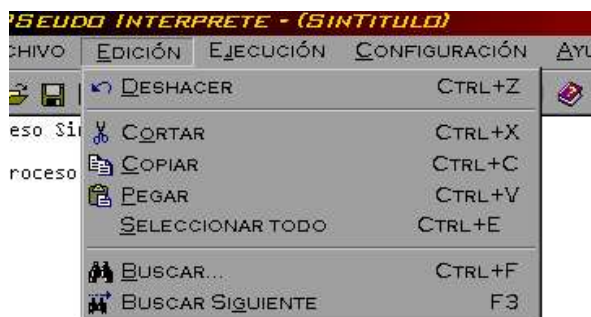 PSEUDO INTERPRETE - (SINTITULO)
CHIVO EDICIÓN EJECUCIÓN CONFIGURACIÓN AYU
DESHACER CTRL+Z
eso Si
CORTAR CTRL+X
COPIAR CTRL+C
roceso
PEGAR CTRL+V
SELECCIONAR TODO CTRL+E
BUSCAR... CTRL+F
BUSCAR SIGUIENTE F3